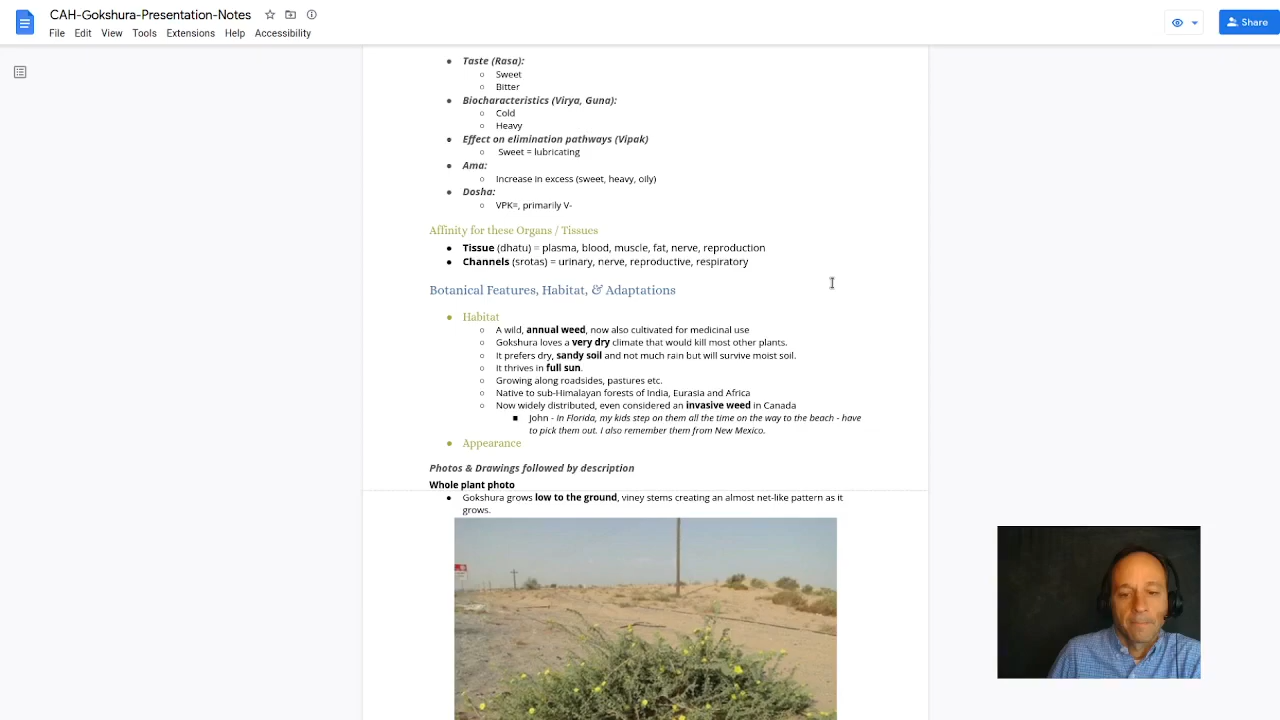 CAH-Gokshura-Presentation-Notes
File Edit View Tools Extensions Help Accessibility
Share
Taste (Rasa):
Sweet
Bitter
Biocharacteristics (Virya, Guna):
Cold
Heavy
Effect on elimination pathways (Vipak)
Sweet = lubricating
Ama:
Increase in excess (sweet, heavy, oily)
Dosha:
VPK=, primarily V-
Affinity for these Organs / Tissues
Tissue (dhatu) = plasma, blood, muscle, fat, nerve, reproduction
Channels (srotas) = urinary, nerve, reproductive, respiratory
Botanical Features, Habitat, & Adaptations
Habitat
A wild, annual weed, now also cultivated for medicinal use
Gokshura loves a very dry climate that would kill most other plants.
It prefers dry, sandy soil and not much rain but will survive moist soil.
It thrives in full sun.
Growing along roadsides, pastures etc.
Native to sub-Himalayan forests of India, Eurasia and Africa
Now widely distributed, even considered an invasive weed in Canada
John - In Florida, my kids step on them all the time on the way to the beach - have
to pick them out. I also remember them from New Mexico.
Appearance
Photos & Drawings followed by description
Whole plant photo
Gokshura grows low to the ground, viney stems creating an almost net-like pattern as it
grows.